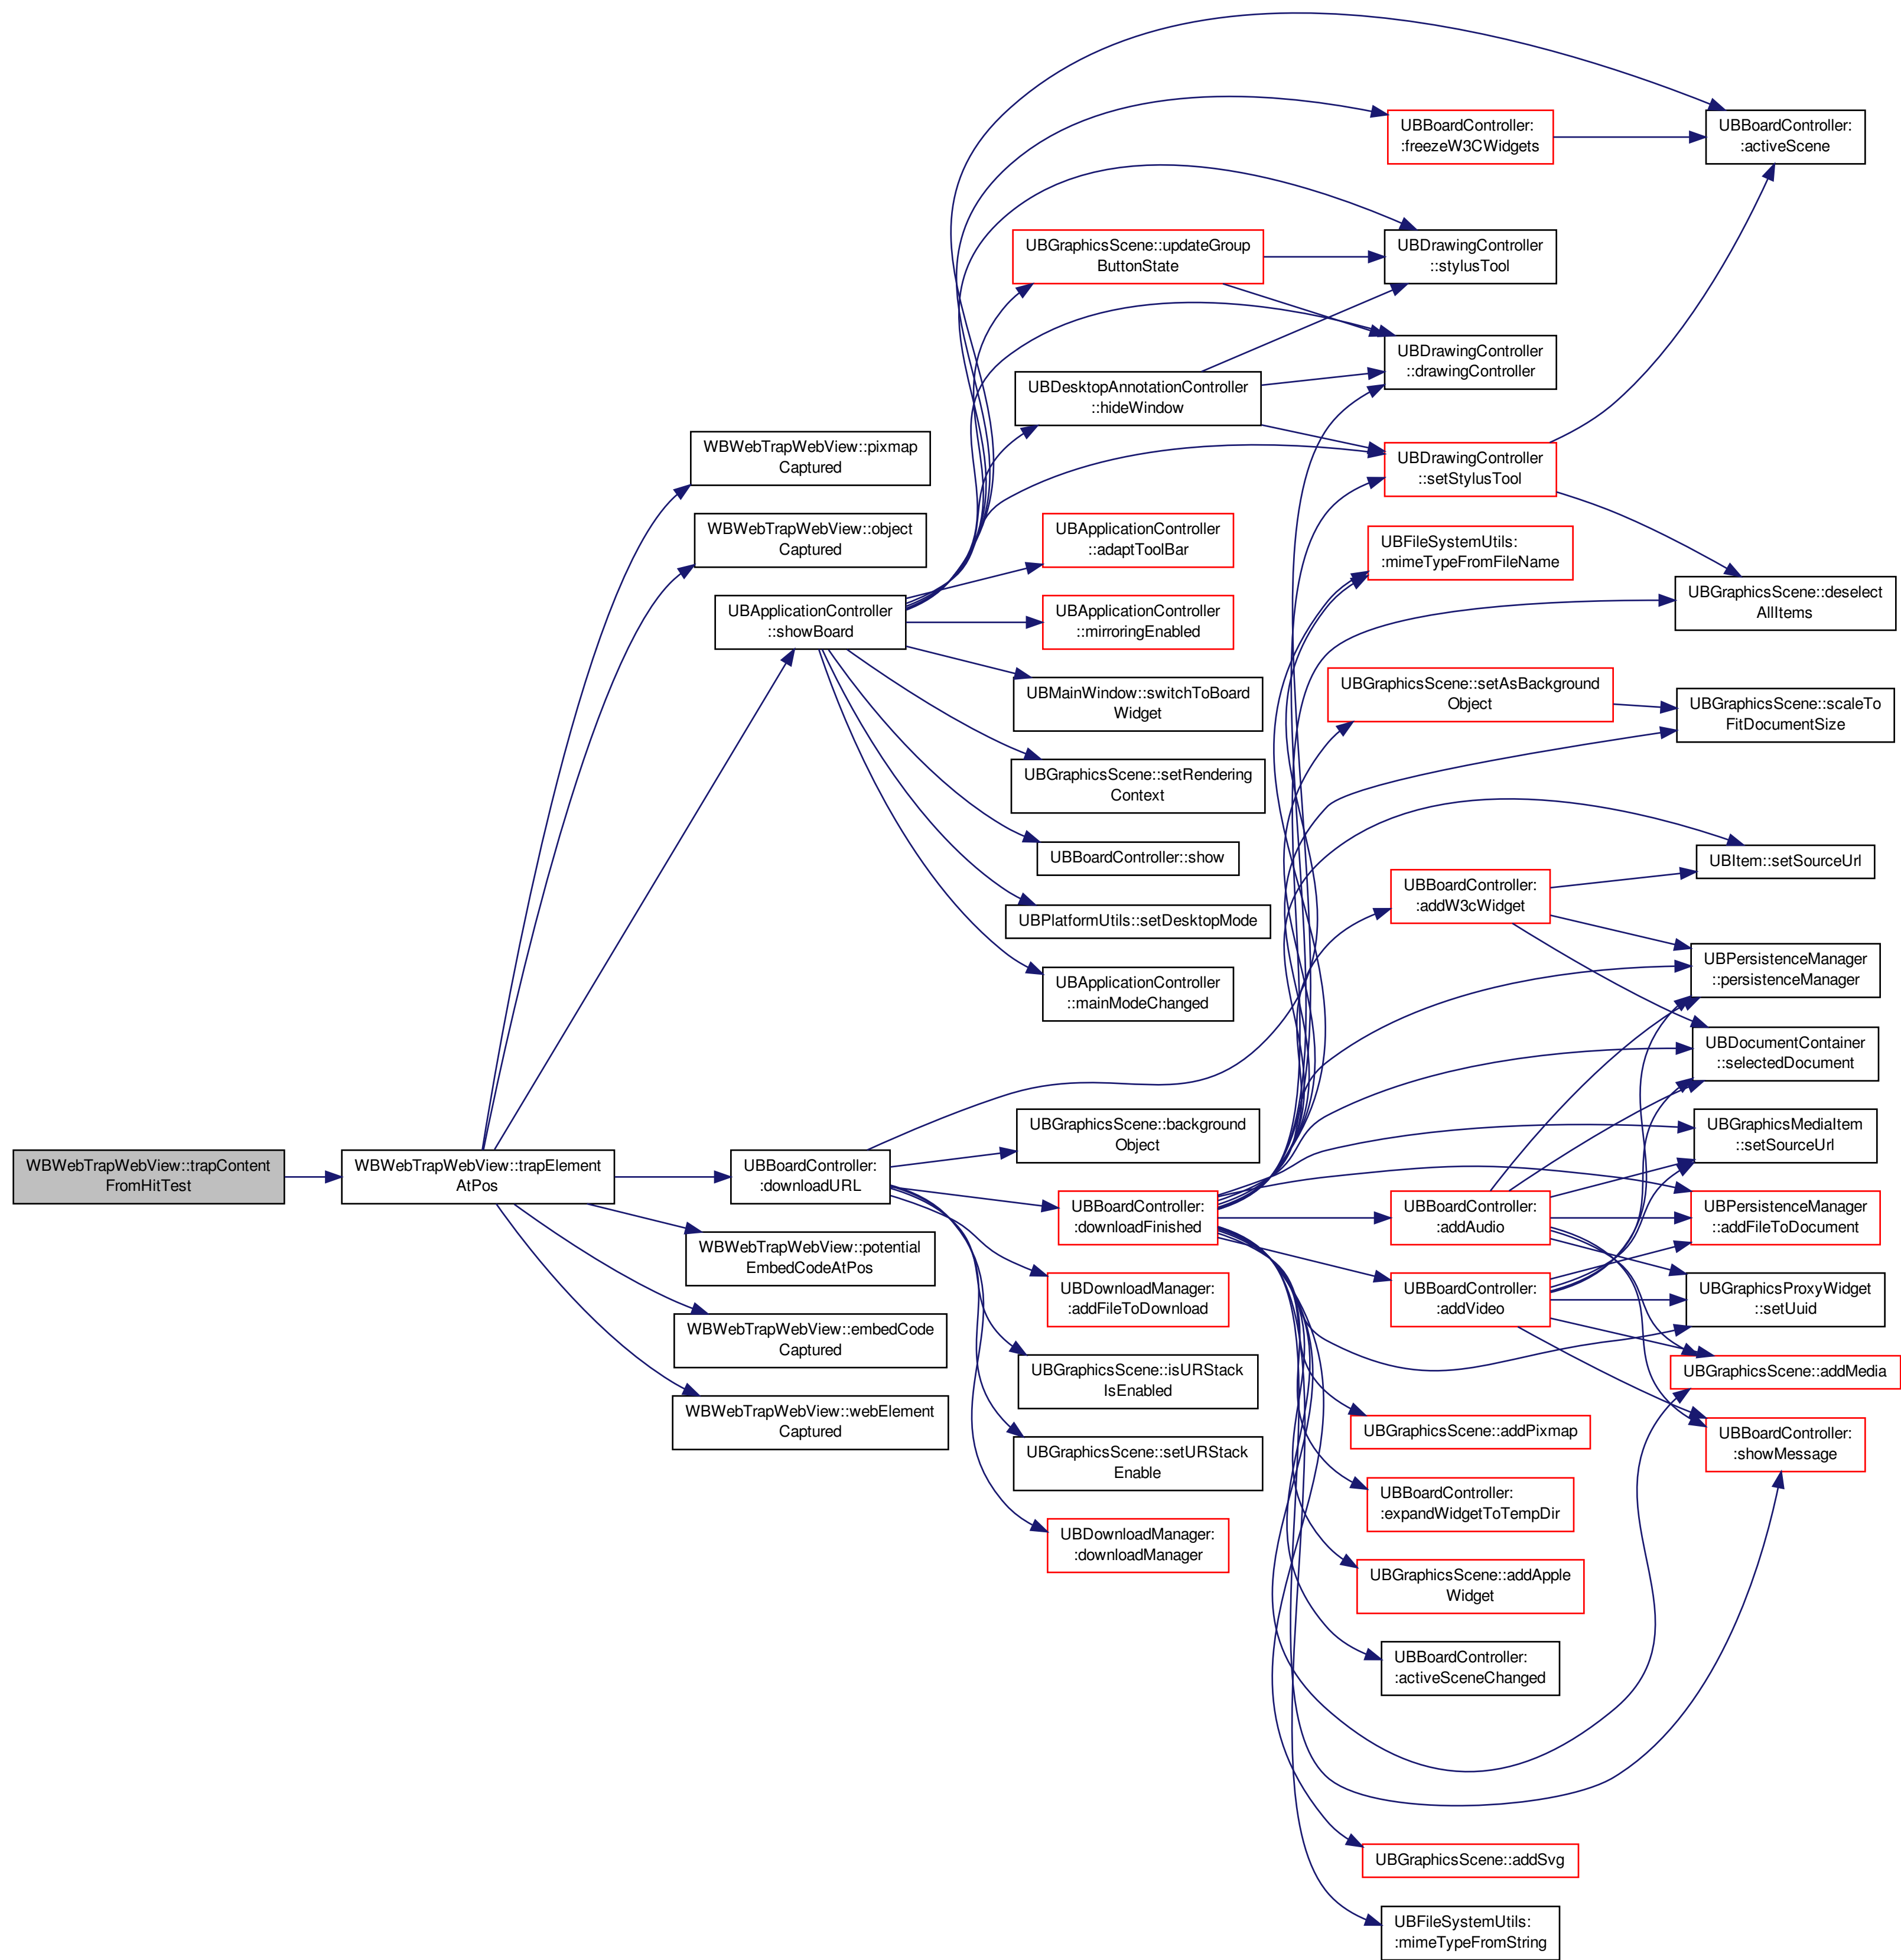 WBWebTrapWebView::trapContent
FromHitTest
WBWebTrapWebView::trapElement
AtPos
WBWebTrapWebView::pixmap
Captured
WBWebTrapWebView::object
Captured
UBApplicationController
::showBoard
UBBoardController:
:downloadURL
WBWebTrapWebView::potential
EmbedCodeAtPos
WBWebTrapWebView::embedCode
Captured
WBWebTrapWebView::webElement
Captured
UBGraphicsScene::updateGroup
ButtonState
UBDesktopAnnotationController
::hideWindow
UBApplicationController
::adaptToolBar
UBApplicationController
::mirroringEnabled
UBMainWindow::switchToBoard
Widget
UBGraphicsScene::setRendering
Context
UBBoardController::show
UBPlatformUtils::setDesktopMode
UBApplicationController
::mainModeChanged
UBGraphicsScene::background
Object
UBBoardController:
:downloadFinished
UBDownloadManager:
:addFileToDownload
UBGraphicsScene::isURStack
IsEnabled
UBGraphicsScene::setURStack
Enable
UBDownloadManager:
:downloadManager
UBBoardController:
:freezeW3CWidgets
UBDrawingController
::stylusTool
UBDrawingController
::drawingController
UBDrawingController
::setStylusTool
UBFileSystemUtils:
:mimeTypeFromFileName
UBGraphicsScene::setAsBackground
Object
UBBoardController:
:addW3cWidget
UBBoardController:
:addAudio
UBBoardController:
:addVideo
UBGraphicsScene::addPixmap
UBBoardController:
:expandWidgetToTempDir
UBGraphicsScene::addApple
Widget
UBBoardController:
:activeSceneChanged
UBGraphicsScene::addSvg
UBFileSystemUtils:
:mimeTypeFromString
UBBoardController:
:activeScene
UBGraphicsScene::deselect
AllItems
UBGraphicsScene::scaleTo
FitDocumentSize
UBItem::setSourceUrl
UBPersistenceManager
::persistenceManager
UBDocumentContainer
::selectedDocument
UBGraphicsMediaItem
::setSourceUrl
UBPersistenceManager
::addFileToDocument
UBGraphicsProxyWidget
::setUuid
UBGraphicsScene::addMedia
UBBoardController:
:showMessage